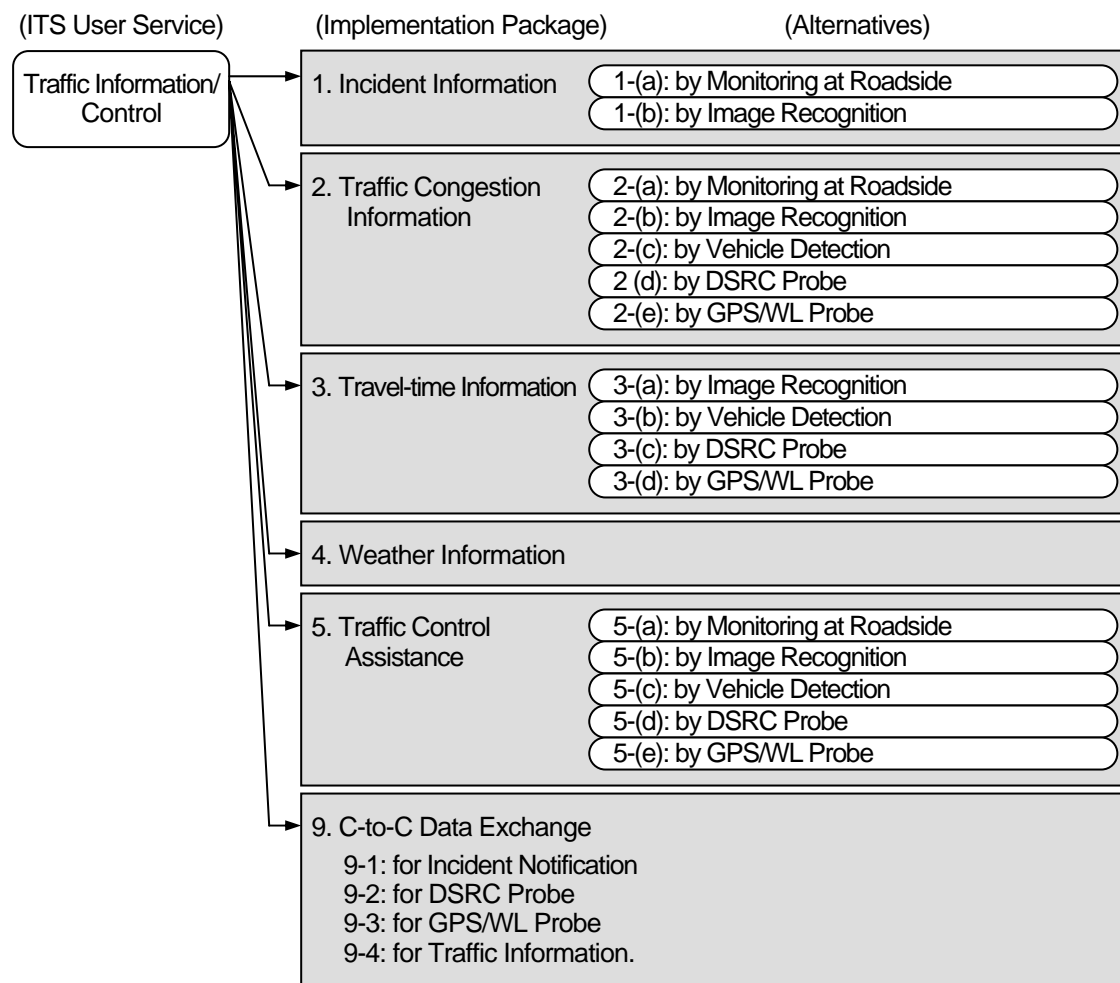 (ITS User Service)
(Implementation Package)
(Alternatives)
Traffic Information/
Control
1. Incident Information
1-(a): by Monitoring at Roadside
1-(b): by Image Recognition
2. Traffic Congestion
Information
2-(a): by Monitoring at Roadside
2-(b): by Image Recognition
2-(c): by Vehicle Detection
2 (d): by DSRC Probe
2-(e): by GPS/WL Probe
3. Travel-time Information
3-(a): by Image Recognition
3-(b): by Vehicle Detection
3-(c): by DSRC Probe
3-(d): by GPS/WL Probe
4. Weather Information
5. Traffic Control
Assistance
5-(a): by Monitoring at Roadside
5-(b): by Image Recognition
5-(c): by Vehicle Detection
5-(d): by DSRC Probe
5-(e): by GPS/WL Probe
9. C-to-C Data Exchange
9-1: for Incident Notification
9-2: for DSRC Probe
9-3: for GPS/WL Probe
9-4: for Traffic Information.